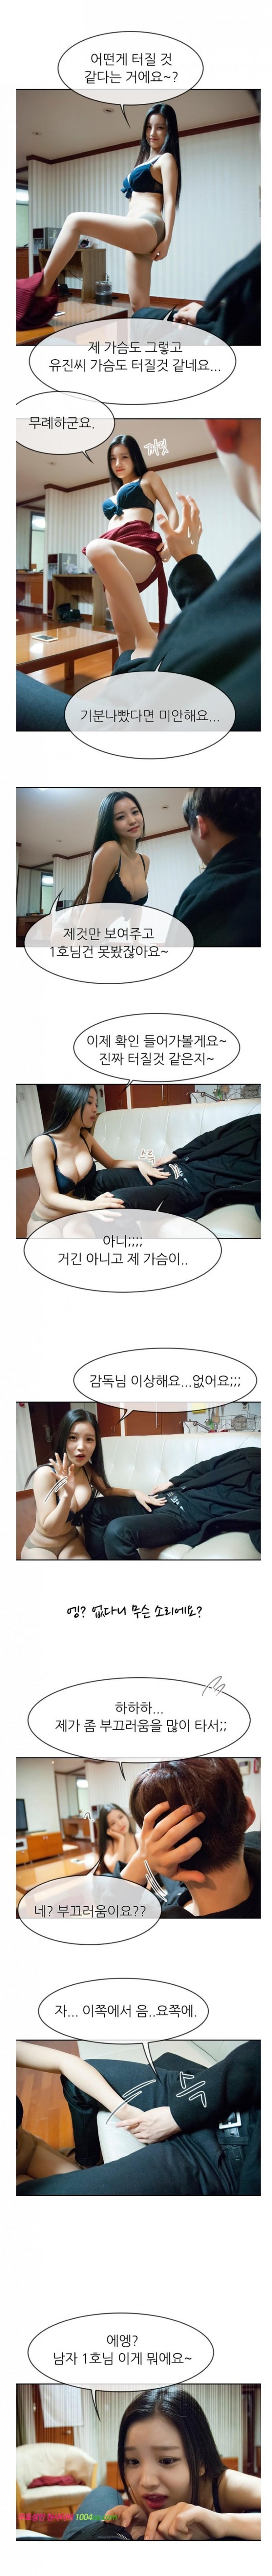 어떤게 터질 것
같다는 거에요~?
제 가슴도 그렇고
유진씨 가슴도 터질것 같네요...
무례하군요.
기분나빴다면 미안해요...
제것만 보여주고
1호님건 못봤잖아요~
이제 확인 들어가볼게요~
진짜 터질것 같은지~
스윽
아니;;;;
거긴 아니고 제 가슴이..
감독님 이상해요...없어요;;;
엥? 없다니 무슨 소리에요?
하하하...
제가 좀 부끄러움을 많이 타서;;
네? 부끄러움이요??
자... 이쪽에서 음..요쪽에.
스윽
에엥?
남자 1호님 이게 뭐에요~
1004